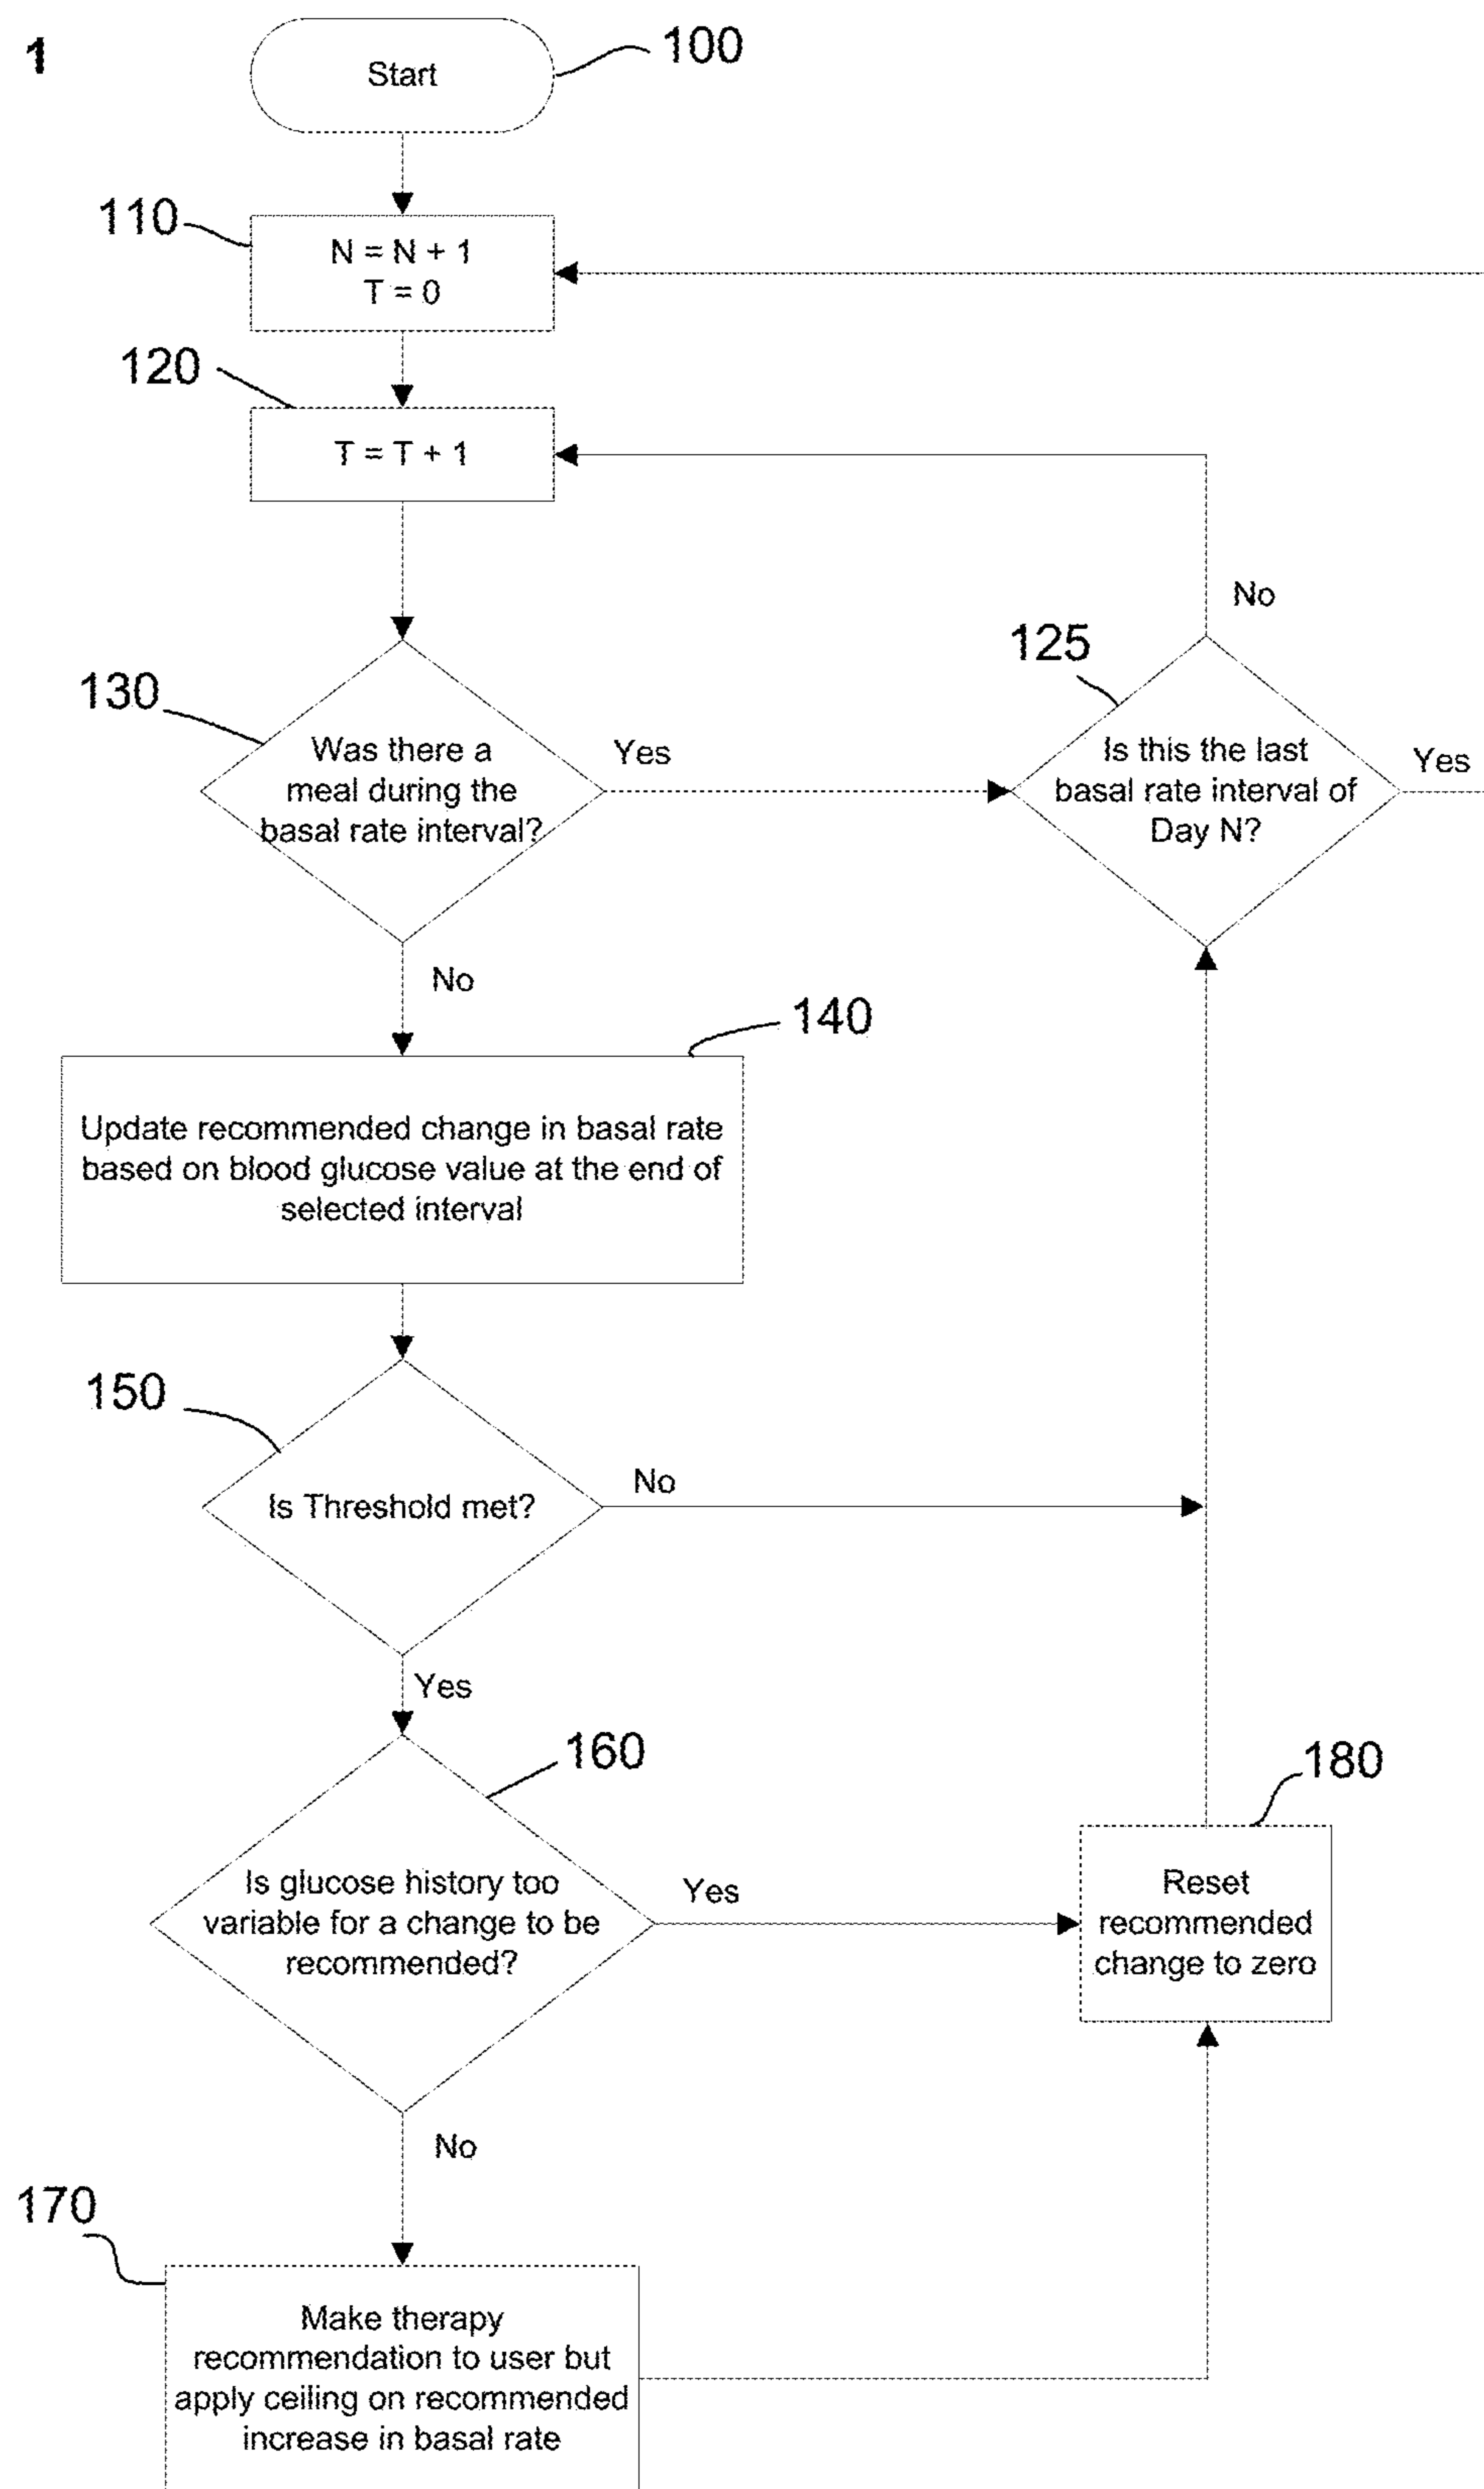 1
Start
100
110
N = N + 1
T = 0
120
T = T + 1
No
125
130
Was there a
meal during the
basal rate interval?
Yes
Is this the last
basal rate interval of
Day N?
Yes
No
140
Update recommended change in basal rate
based on blood glucose value at the end of
selected interval
150
Is Threshold met?
No
Yes
160
180
Is glucose history too
variable for a change to be
recommended?
Yes
Reset
recommended
change to zero
No
170
Make therapy
recommendation to user but
apply ceiling on recommended
increase in basal rate